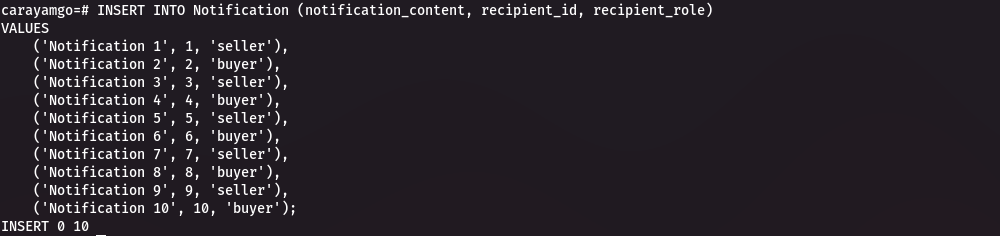 carayamgo=# INSERT INTO Notification (notification_content, recipient_id, recipient_role)
VALUES
    ('Notification 1', 1, 'seller'),
    ('Notification 2', 2, 'buyer'),
    ('Notification 3', 3, 'seller'),
    ('Notification 4', 4, 'buyer'),
    ('Notification 5', 5, 'seller'),
    ('Notification 6', 6, 'buyer'),
    ('Notification 7', 7, 'seller'),
    ('Notification 8', 8, 'buyer'),
    ('Notification 9', 9, 'seller'),
    ('Notification 10', 10, 'buyer');
INSERT 0 10